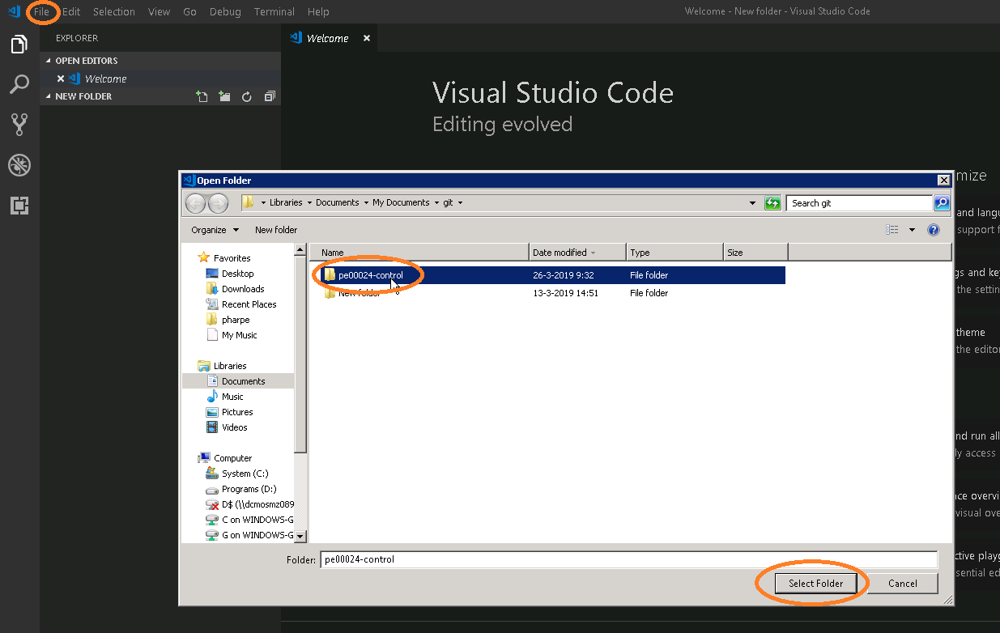 File Edit Selection View Go Debug Terminal Help
Welcome - New folder - Visual Studio Code
EXPLORER
OPEN EDITORS
Welcome
NEW FOLDER
Welcome
Visual Studio Code
Editing evolved
Open Folder
Libraries Documents My Documents git
Search git
Organize New folder
Favorites
Desktop
Downloads
Recent Places
pharpe
My Music
Libraries
Documents
Music
Pictures
Videos
Computer
System (C:)
Programs (D:)
D$ (\\dcmosmz089
C on WINDOWS-G
G on WINDOWS-G
Name Date modified Type Size
pe00024-control 26-3-2019 9:32 File folder
New folder 13-3-2019 14:51 File folder
Folder: pe00024-control
Select Folder Cancel
mize
and langu
support f
gs and key
the settin
theme
the editor
nd run all
ly access
ce overvi
visual ove
ctive playg
sential ed